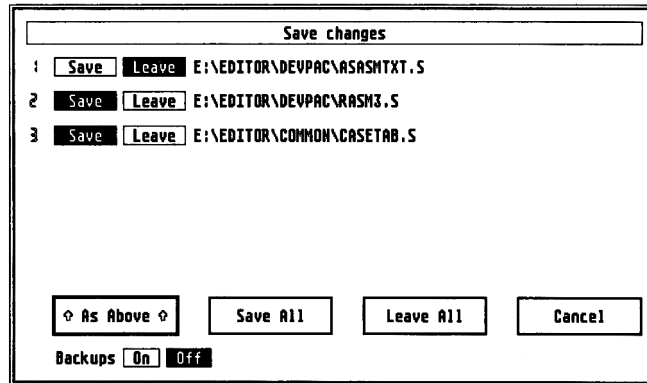 Save changes
1 Save Leave E:\EDITOR\DEVPAC\ASASMTXT.S
2 Save Leave E:\EDITOR\DEVPAC\RASM3.S
3 Save Leave E:\EDITOR\COMMON\CASETAB.S
⇧ As Above ⇧ Save All Leave All Cancel
Backups On Off